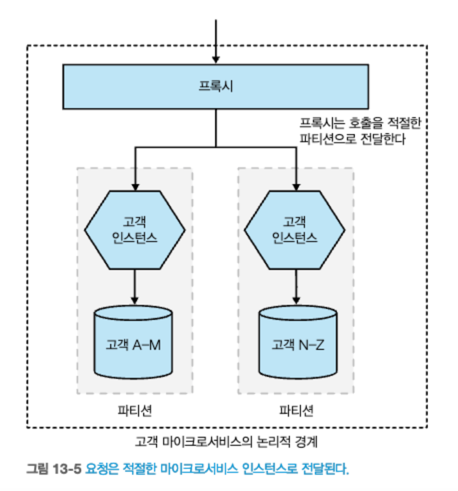 프록시
프록시는 호출을 적절한
파티션으로 전달한다
고객
인스턴스
고객
인스턴스
고객 A–M
고객 N–Z
파티션
파티션
고객 마이크로서비스의 논리적 경계
그림 13-5 요청은 적절한 마이크로서비스 인스턴스로 전달된다.